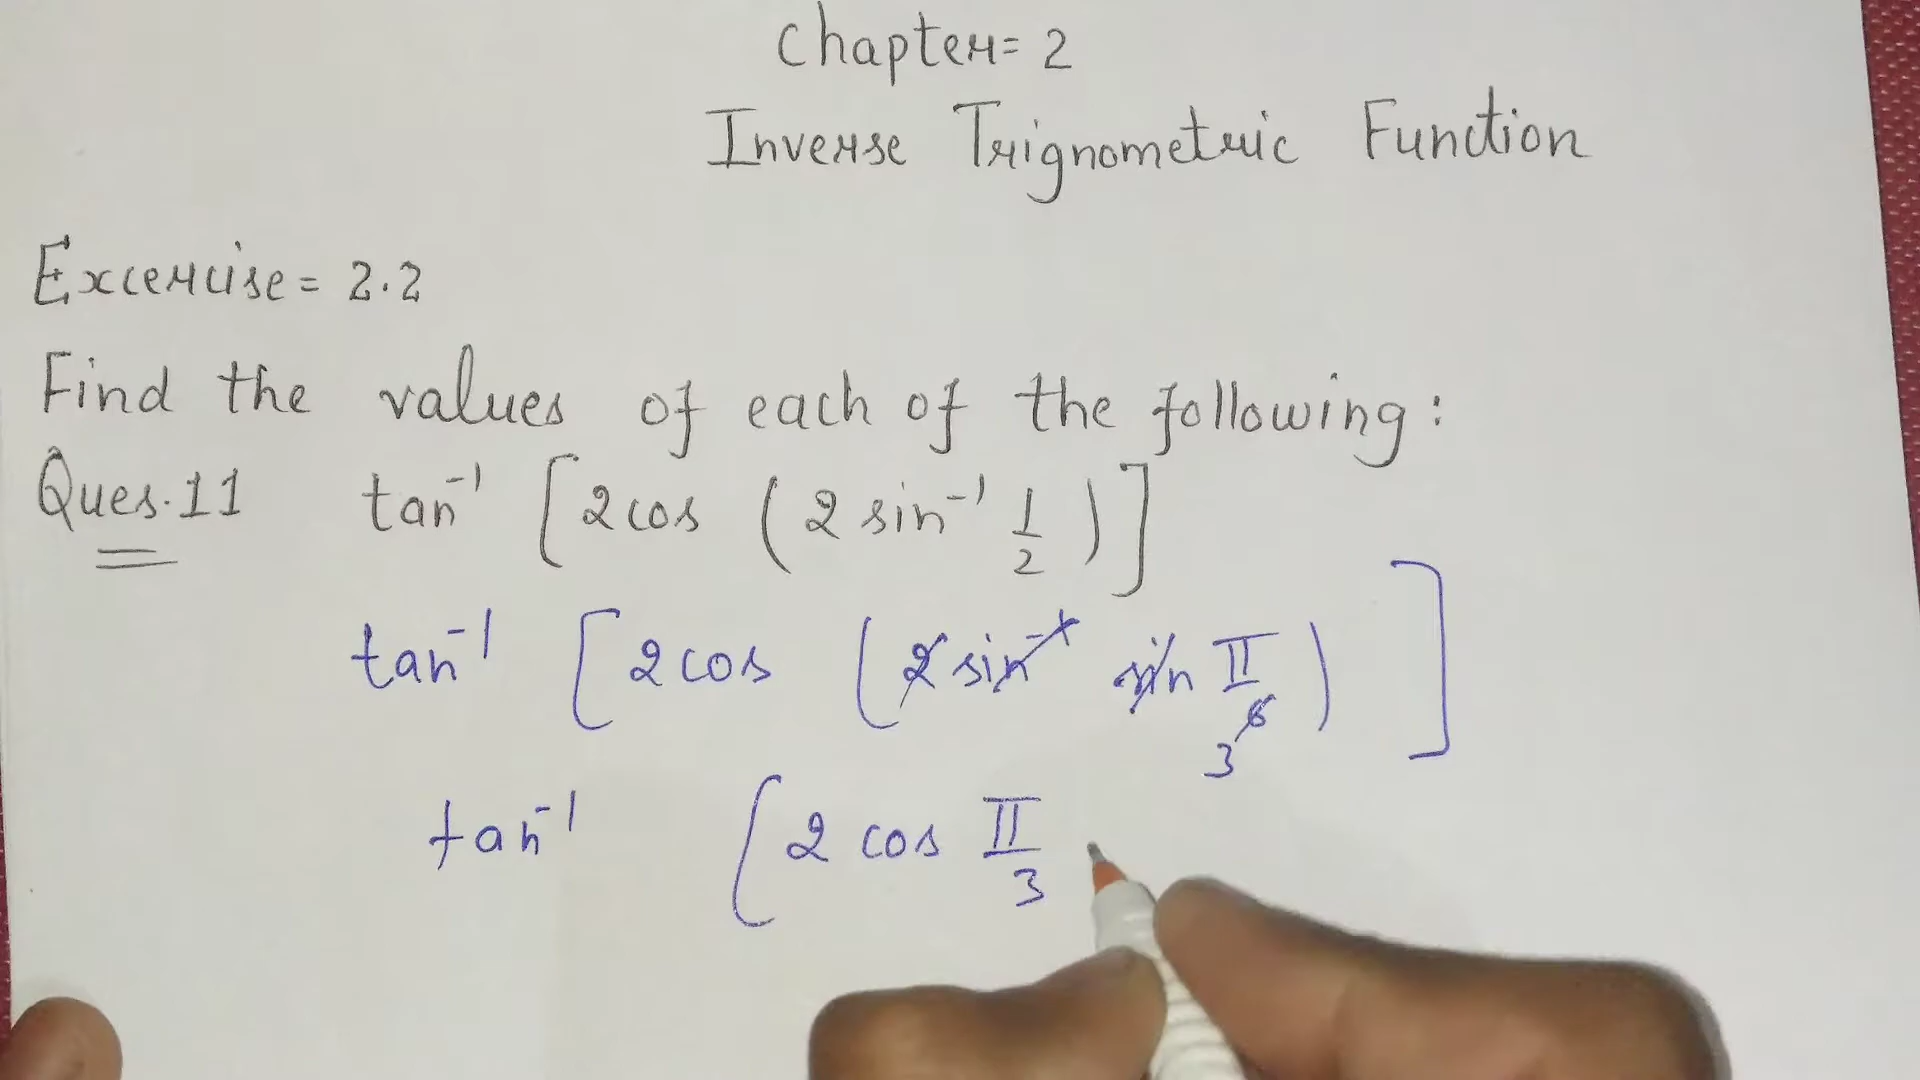 Chapter= 2
Inverse Trignometric Function
Excercise= 2.2
Find the values of each of the following:
Ques.11 tan⁻¹ [2cos (2 sin⁻¹ 1/2)]
tan⁻¹ [2cos (2 sin⁻¹ sin π/6 3)]
tan⁻¹ [2 cos π/3